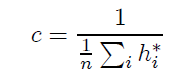 c = \frac{1}{\frac{1}{n} \sum_i h_i^*}